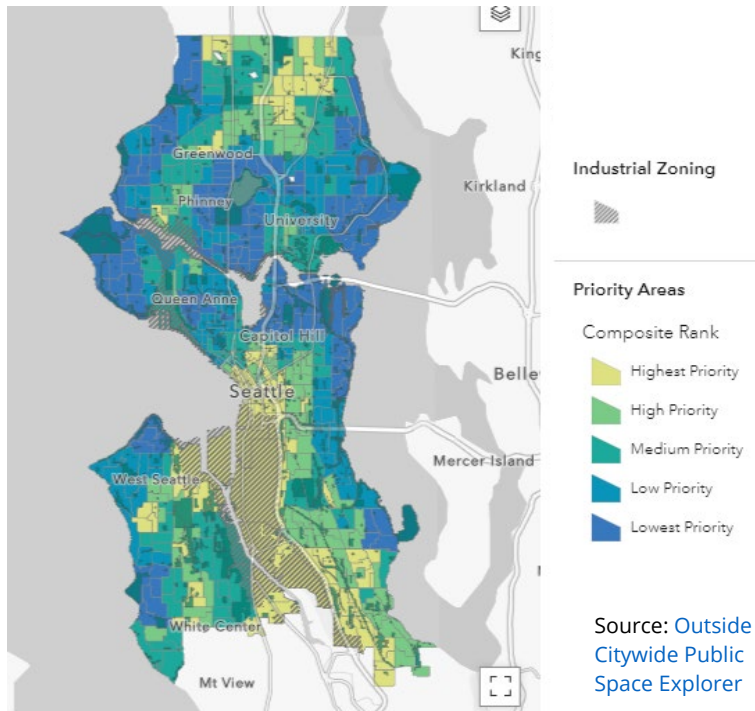 King
Greenwood
Kirkland
Phinney
University
Queen Anne
Capitol Hill
Seattle
Belle
Mercer Island
West Seattle
White Center
Mt View
Industrial Zoning
Priority Areas
Composite Rank
Highest Priority
High Priority
Medium Priority
Low Priority
Lowest Priority
Source: Outside
Citywide Public
Space Explorer